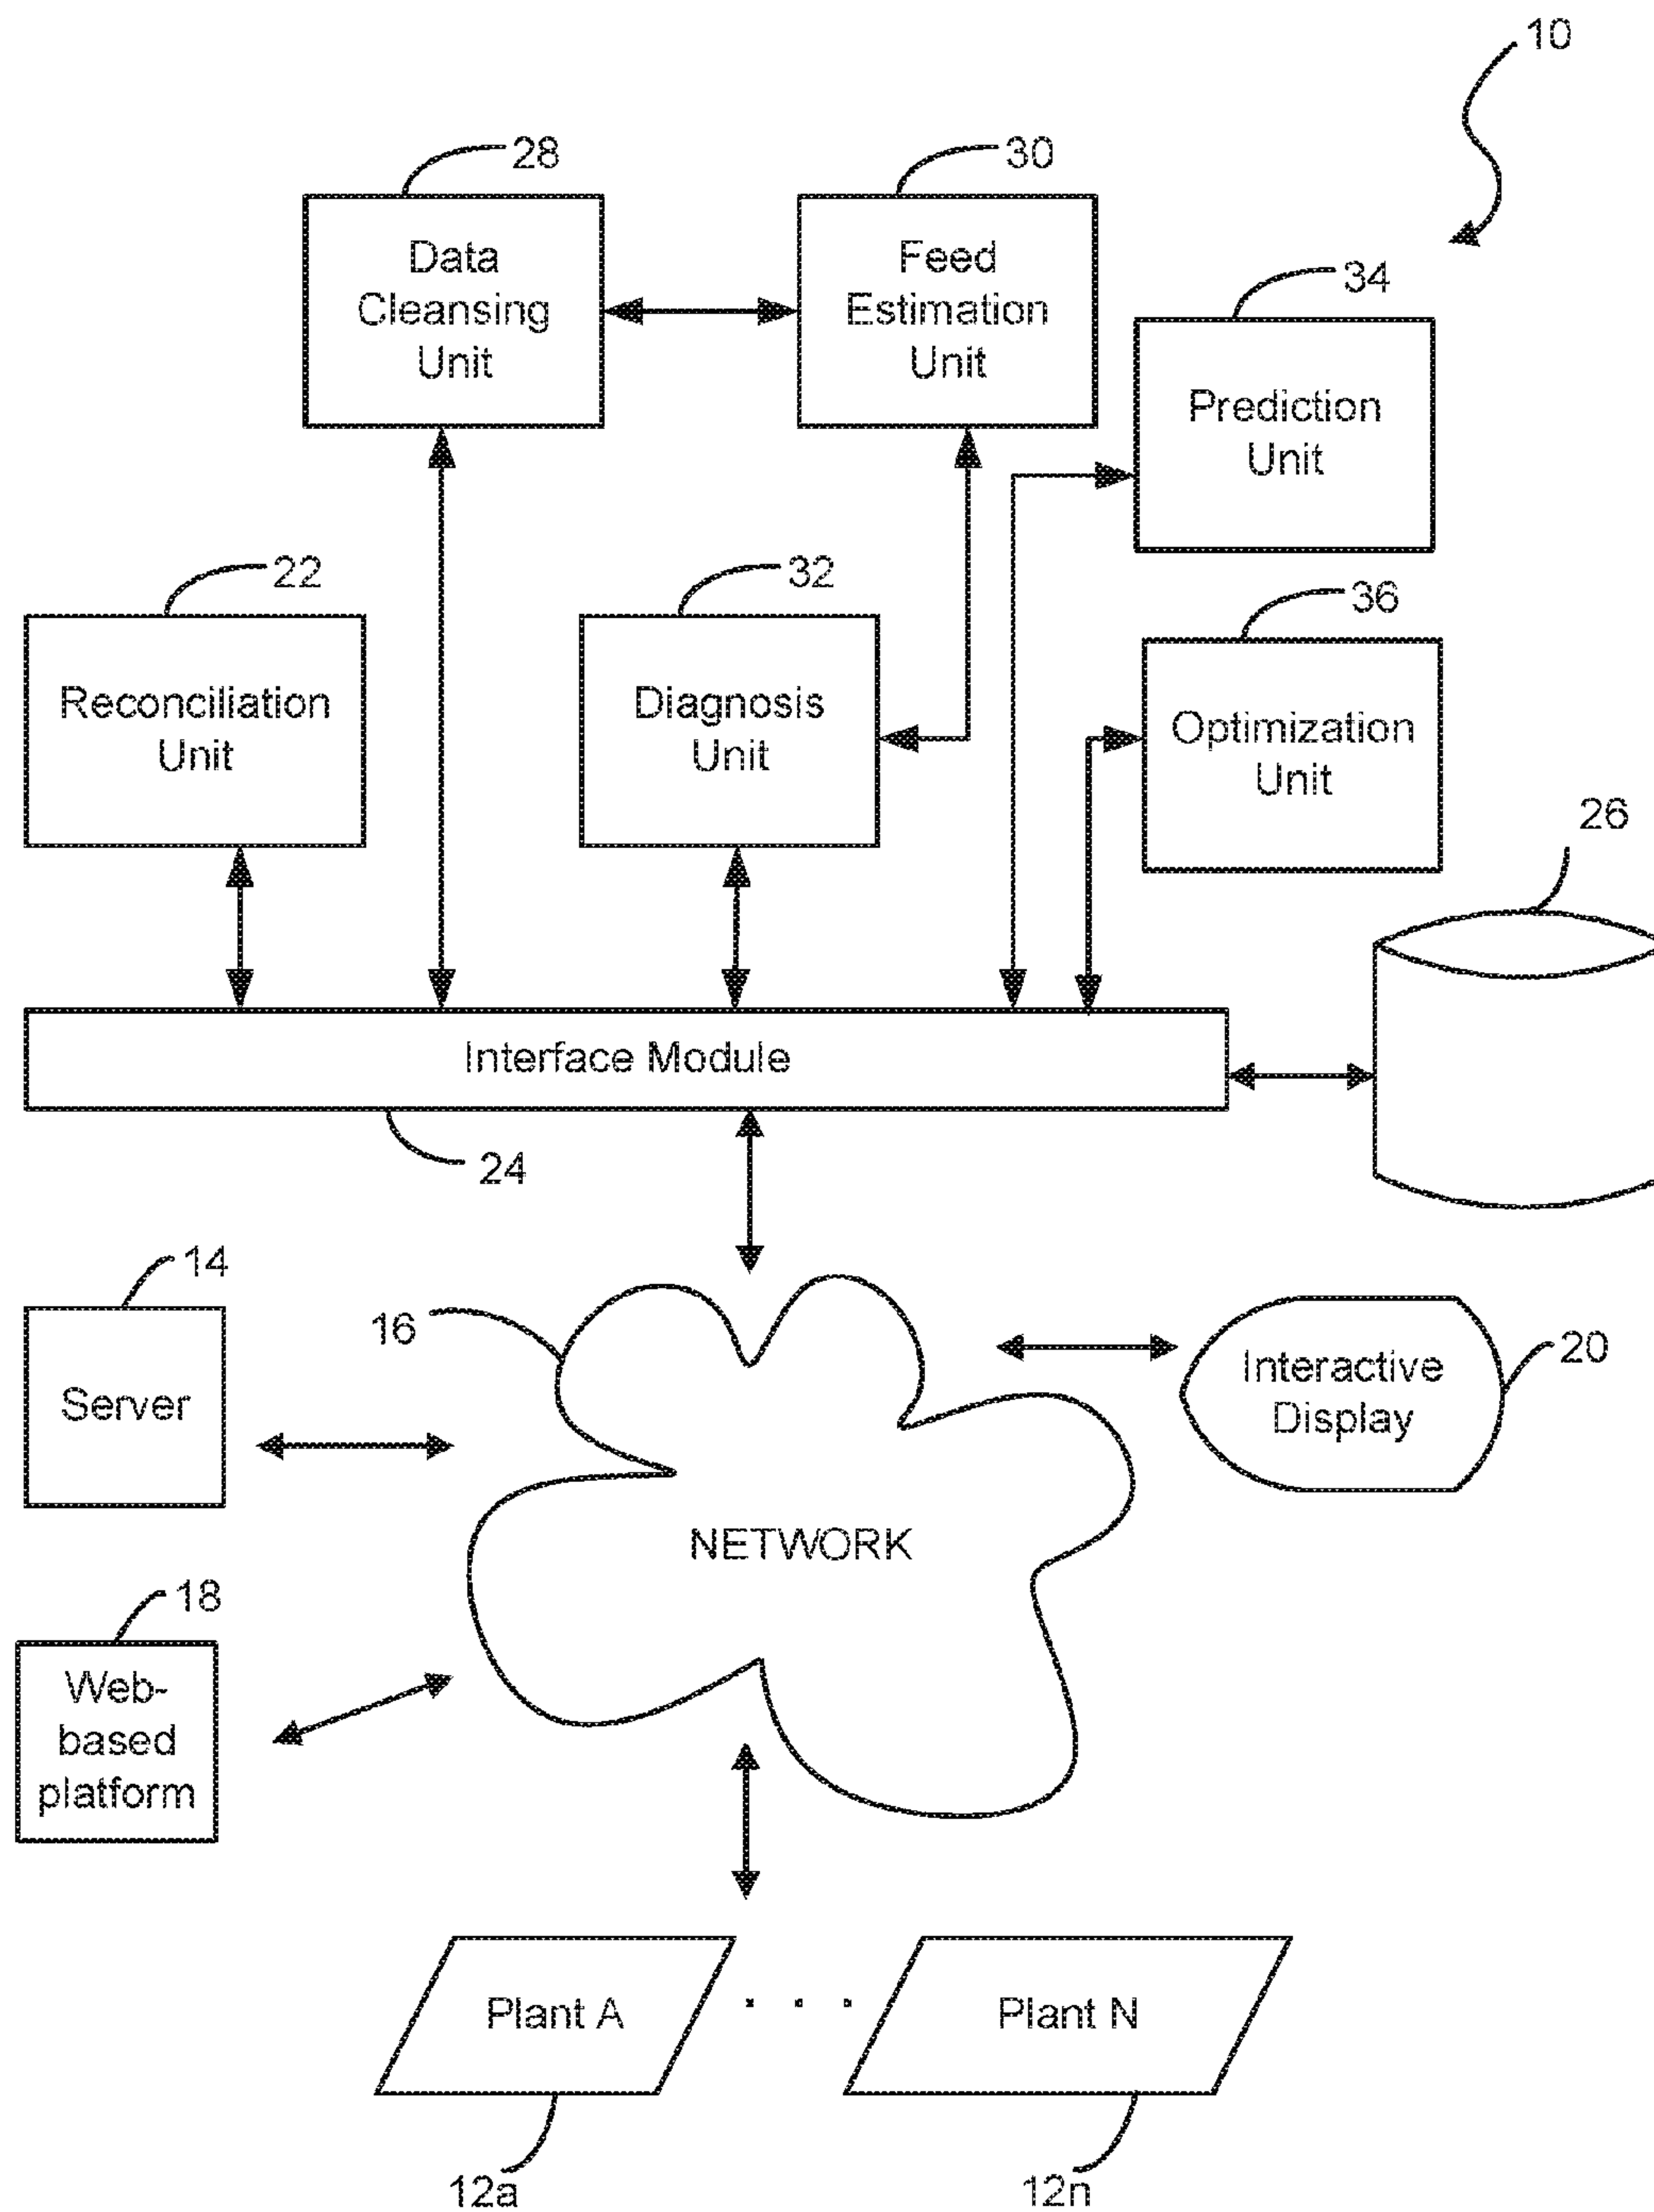 10
28
30
Data
Cleansing
Unit
Feed
Estimation
Unit
34
Prediction
Unit
22
32
36
Reconciliation
Unit
Diagnosis
Unit
Optimization
Unit
26
Interface Module
24
14
16
Server
Interactive
Display
20
NETWORK
18
Web-
based
platform
Plant A
. . .
Plant N
12a
12n